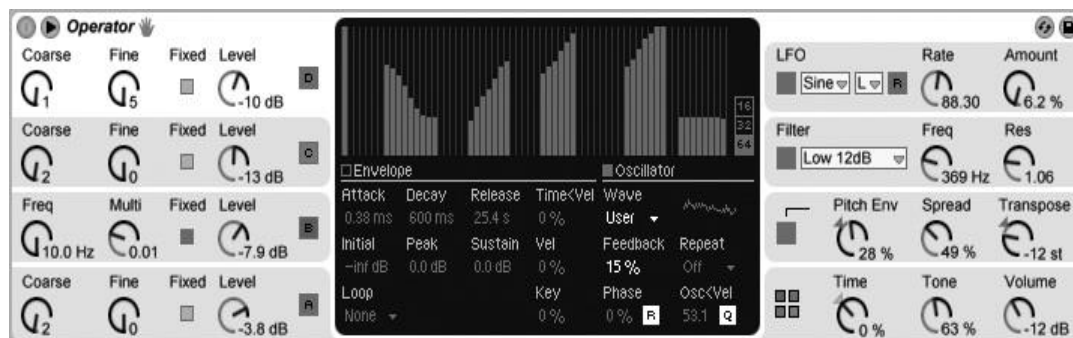 Operator
Coarse Fine Fixed Level
1 5 -10 dB D
Coarse Fine Fixed Level
2 0 -13 dB C
Freq Multi Fixed Level
10.0 Hz 0.01 -7.9 dB B
Coarse Fine Fixed Level
2 0 -3.8 dB A
16
32
64
Envelope Oscillator
Attack Decay Release Time<Vel Wave
0.38 ms 600 ms 25.4 s 0 % User
Initial Peak Sustain Vel Feedback Repeat
-inf dB 0.0 dB 0.0 dB 0 % 15 % Off
Loop Key Phase Osc<Vel
None 0 % 0 % R 53.1 Q
LFO Rate Amount
Sine L R 88.30 6.2 %
Filter Freq Res
Low 12dB 369 Hz 1.06
Pitch Env Spread Transpose
28 % 49 % -12 st
Time Tone Volume
0 % 63 % -12 dB